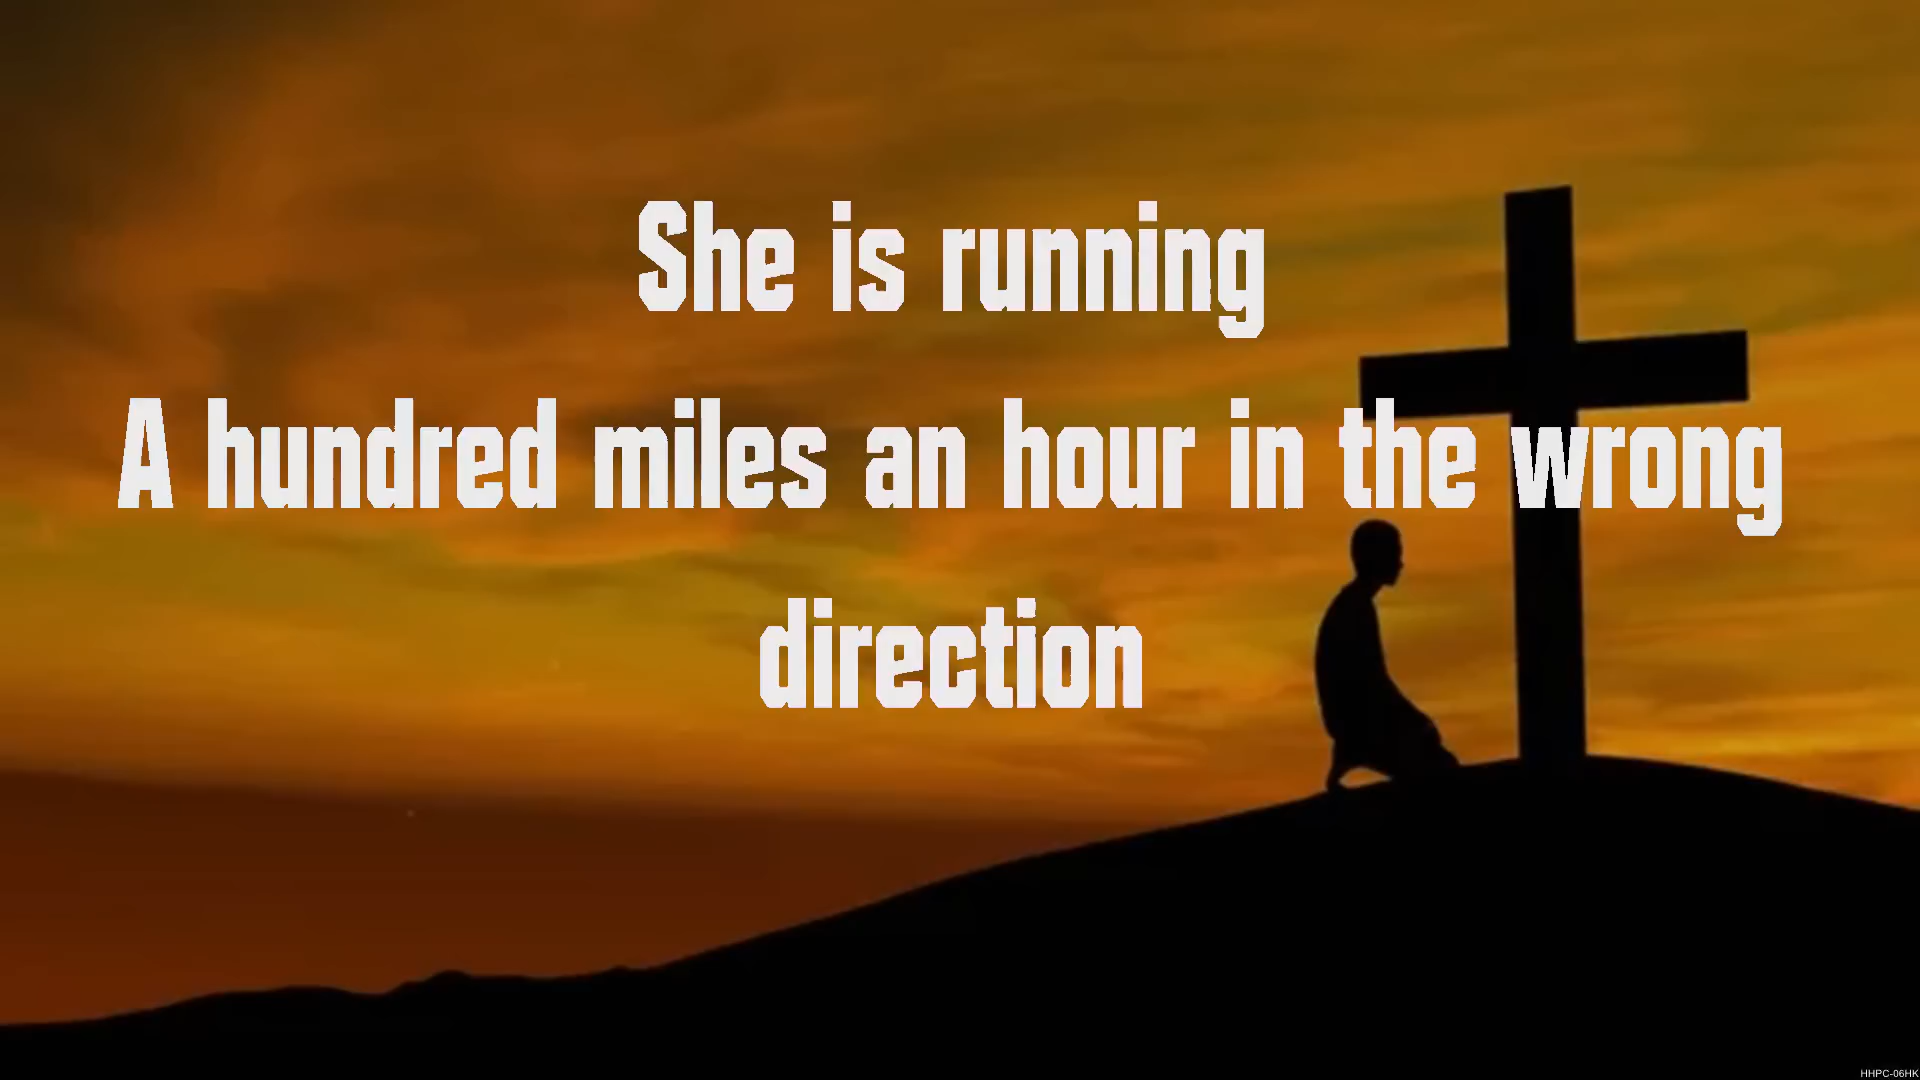 She is running
A hundred miles an hour in the wrong
direction
HHPC-06HK